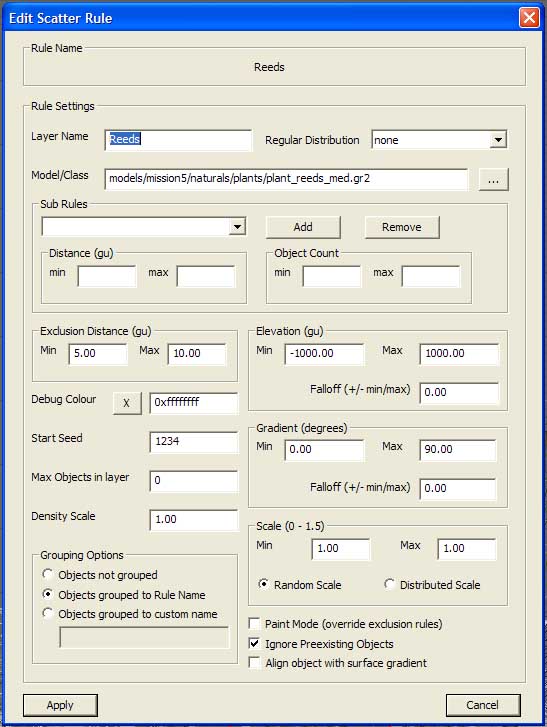 Edit Scatter Rule
Rule Name
Reeds
Rule Settings
Layer Name Reeds Regular Distribution none
Model/Class models/mission5/naturals/plants/plant_reeds_med.gr2 ...
Sub Rules
Add Remove
Distance (gu) Object Count
min max min max
Exclusion Distance (gu) Elevation (gu)
Min 5.00 Max 10.00 Min -1000.00 Max 1000.00
Falloff (+/- min/max) 0.00
Debug Colour X 0xffffffff
Gradient (degrees)
Start Seed 1234 Min 0.00 Max 90.00
Max Objects in layer 0 Falloff (+/- min/max) 0.00
Density Scale 1.00
Scale (0 - 1.5)
Min 1.00 Max 1.00
Grouping Options
Objects not grouped
Random Scale Distributed Scale
Objects grouped to Rule Name
Objects grouped to custom name
Paint Mode (override exclusion rules)
Ignore Preexisting Objects
Align object with surface gradient
Apply Cancel